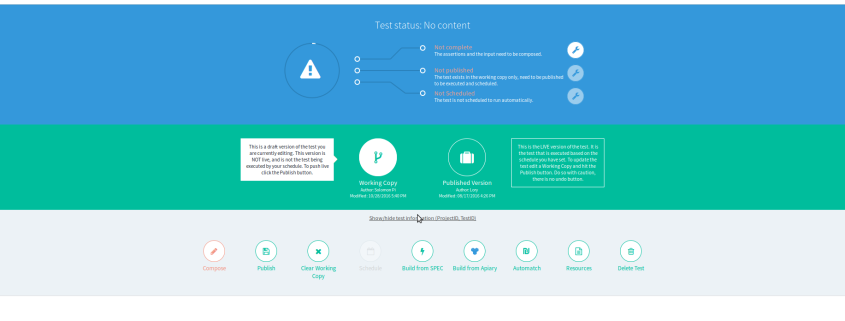 Test status: No content
Not complete
The assertions and the input need to be composed.
Not published
The test exists in the working copy only, need to be published
to be executed and scheduled.
Not Scheduled
The test is not scheduled to run automatically.
This is a draft version of the test you
are currently editing. This version is
NOT live, and is not the test being
executed by your schedule. To push live
click the Publish button.
Working Copy
Author: Solomon Pi
Modified: 10/28/2016 5:46 PM
Published Version
Author: Livio
Modified: 08/17/2016 4:26 PM
This is the LIVE version of the test. It is
the test that is executed based on the
schedule you have set. To update the
test edit a Working Copy and hit the
Publish button. Do so with caution,
there is no undo button.
Show/hide test information (ProjectID, TestID)
Compose
Publish
Clear Working
Copy
Schedule
Build from SPEC
Build from Apiary
Automatch
Resources
Delete Test